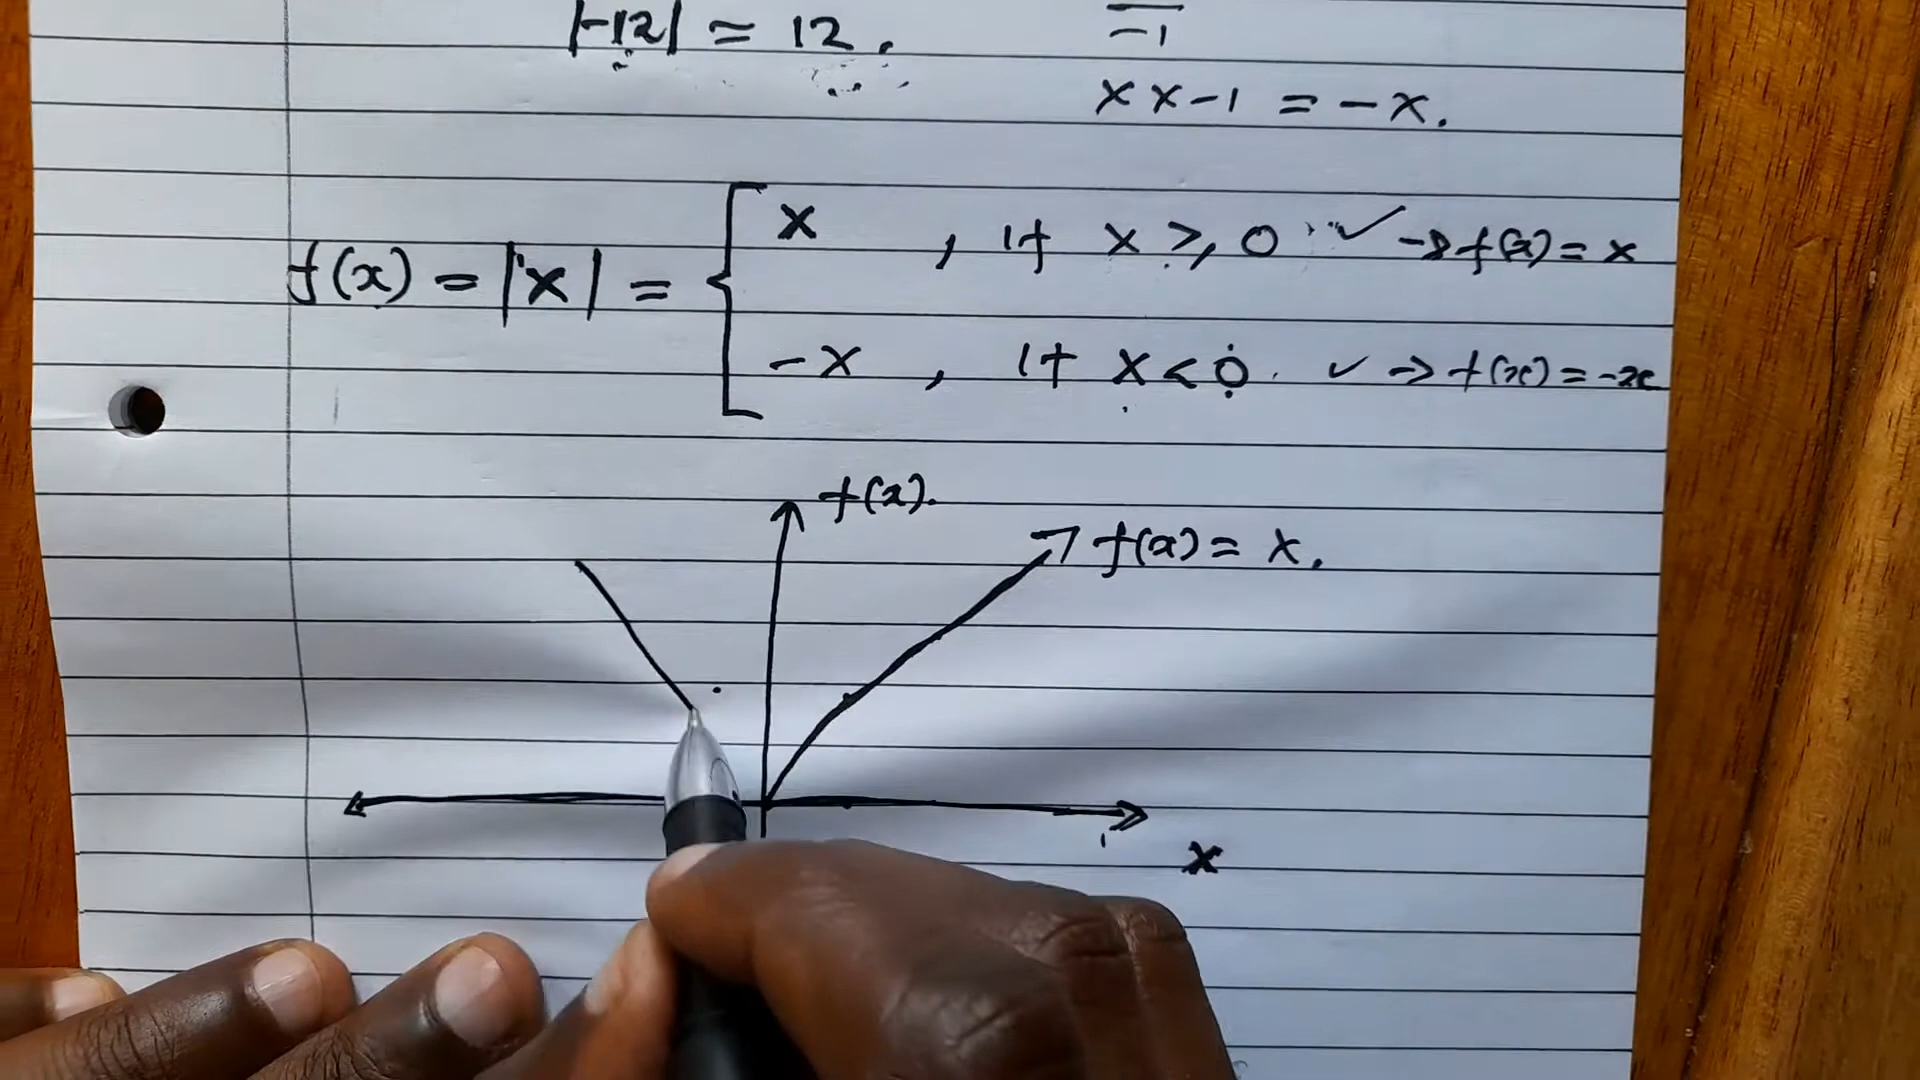 |-12| = 12.
-1
x x -1 = -x.
x , if x ≥ 0 ✓ → f(x) = x
f(x) = |x| =
-x , if x < 0. ✓ → f(x) = -x
f(x).
f(x) = x.
x